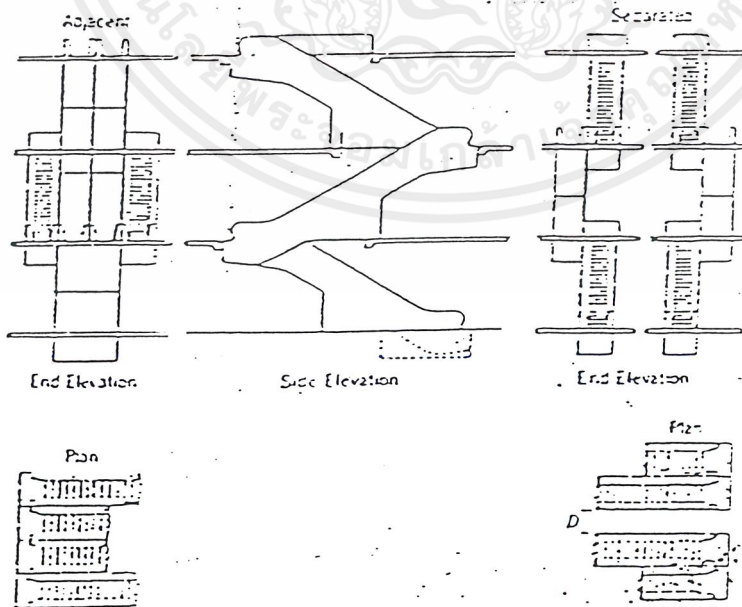 Adjacent
Separated
End Elevation
Side Elevation
End Elevation
Plan
Plan
D